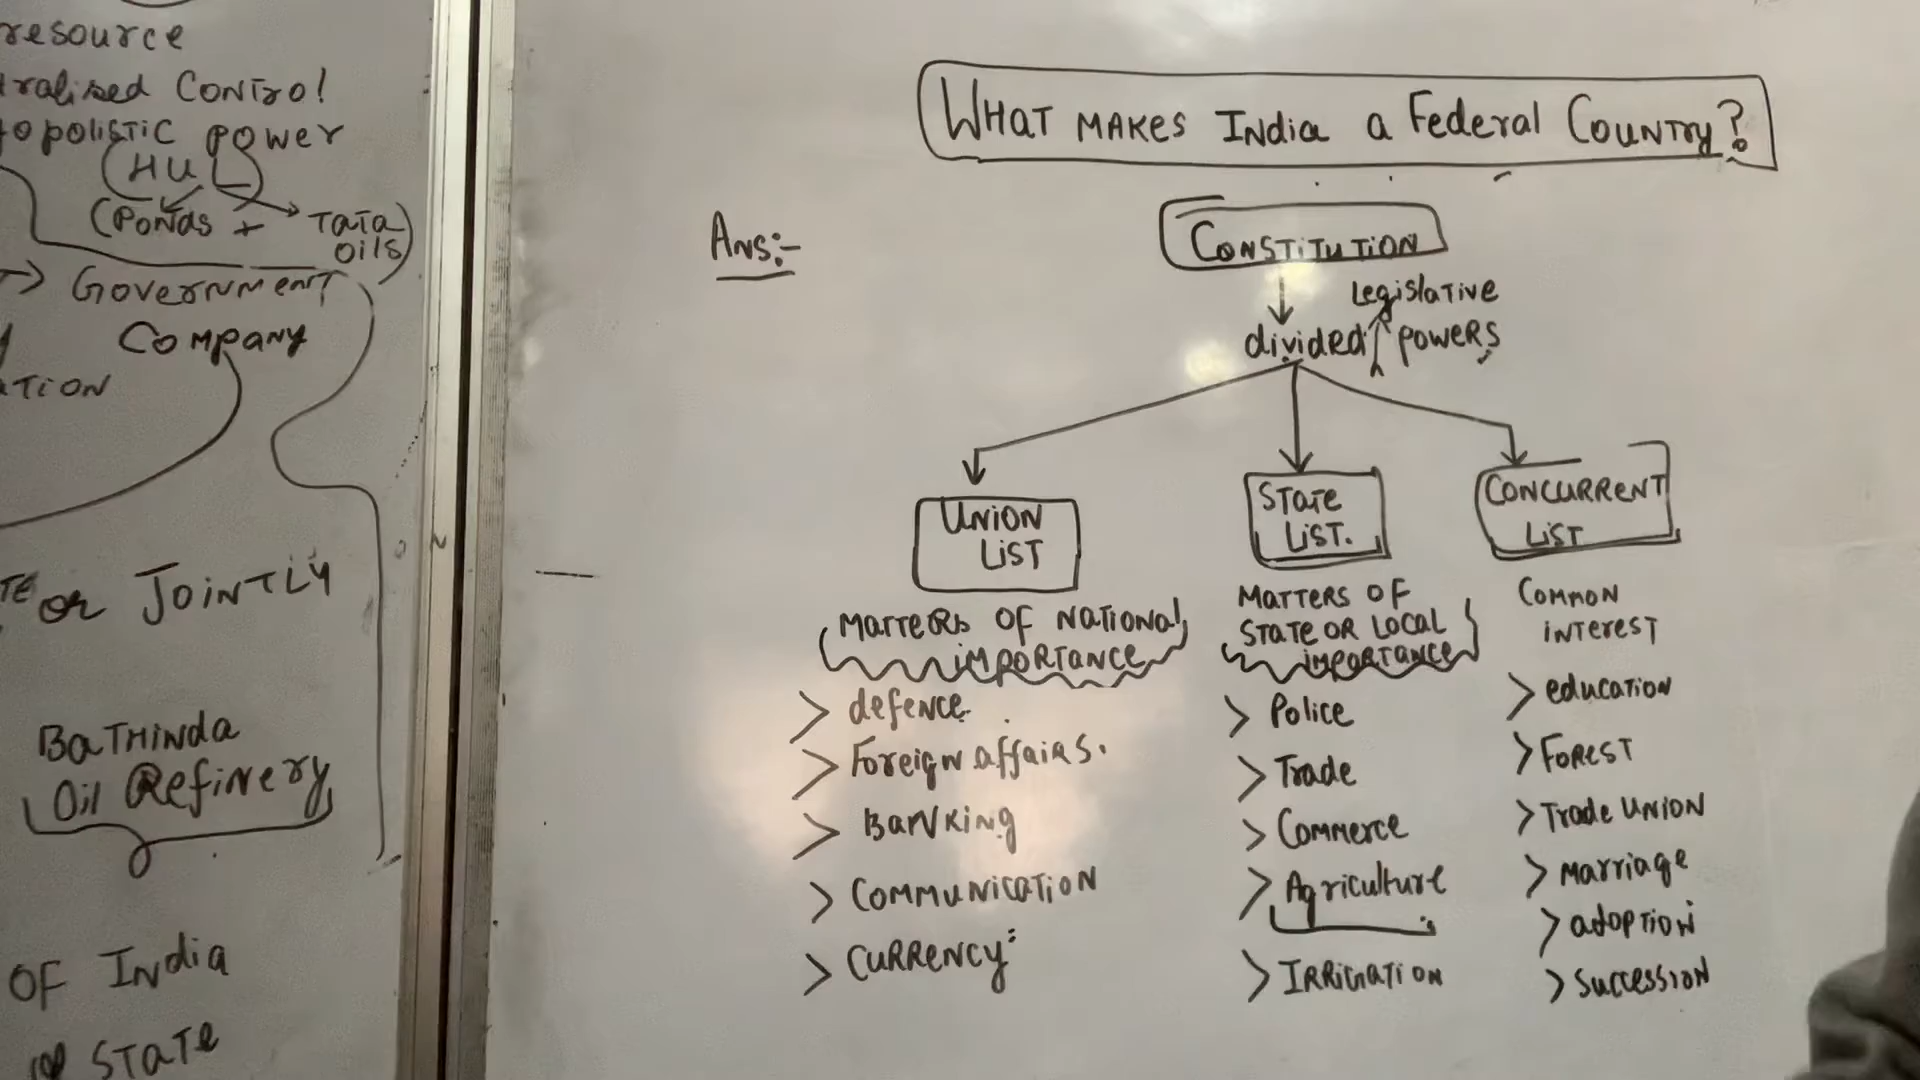 resource
tralised Control
opolistic power
(HUL)
(Ponds + Tata
oils)
Government
Company
ation
or Jointly
Bathinda
Oil Refinery
OF India
State
What makes India a Federal Country?
Ans:-
Constitution
Legislative
divided powers
Union
List
Matters of National
importance
> defence
> Foreign affairs.
> Banking
> Communication
> Currency
State
List.
Matters of
State or Local
importance
> Police
> Trade
> Commerce
> Agriculture
> Irrigation
Concurrent
List
Common
interest
> education
> Forest
> Trade Union
> Marriage
> adoption
> Succession